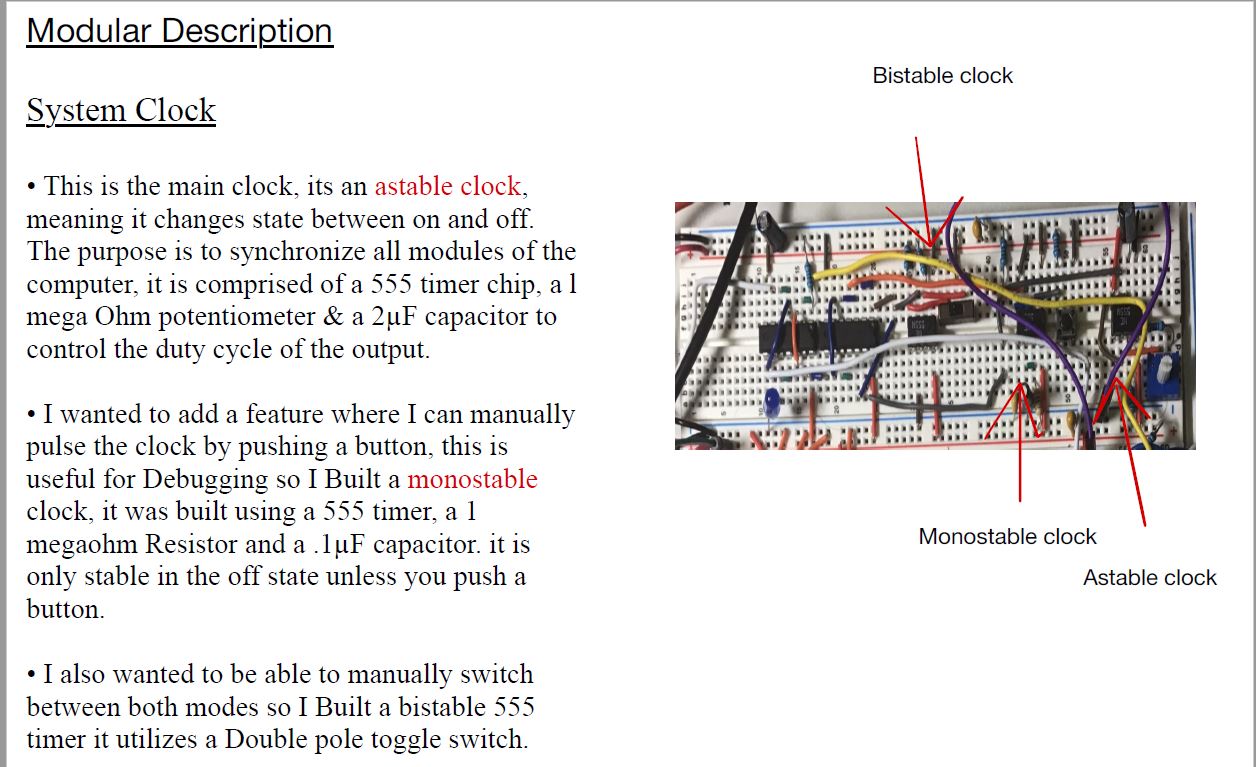 Modular Description
System Clock
• This is the main clock, its an astable clock,
meaning it changes state between on and off.
The purpose is to synchronize all modules of the
computer, it is comprised of a 555 timer chip, a 1
mega Ohm potentiometer & a 2µF capacitor to
control the duty cycle of the output.
• I wanted to add a feature where I can manually
pulse the clock by pushing a button, this is
useful for Debugging so I Built a monostable
clock, it was built using a 555 timer, a 1
megaohm Resistor and a .1µF capacitor. it is
only stable in the off state unless you push a
button.
• I also wanted to be able to manually switch
between both modes so I Built a bistable 555
timer it utilizes a Double pole toggle switch.
Bistable clock
Monostable clock
Astable clock